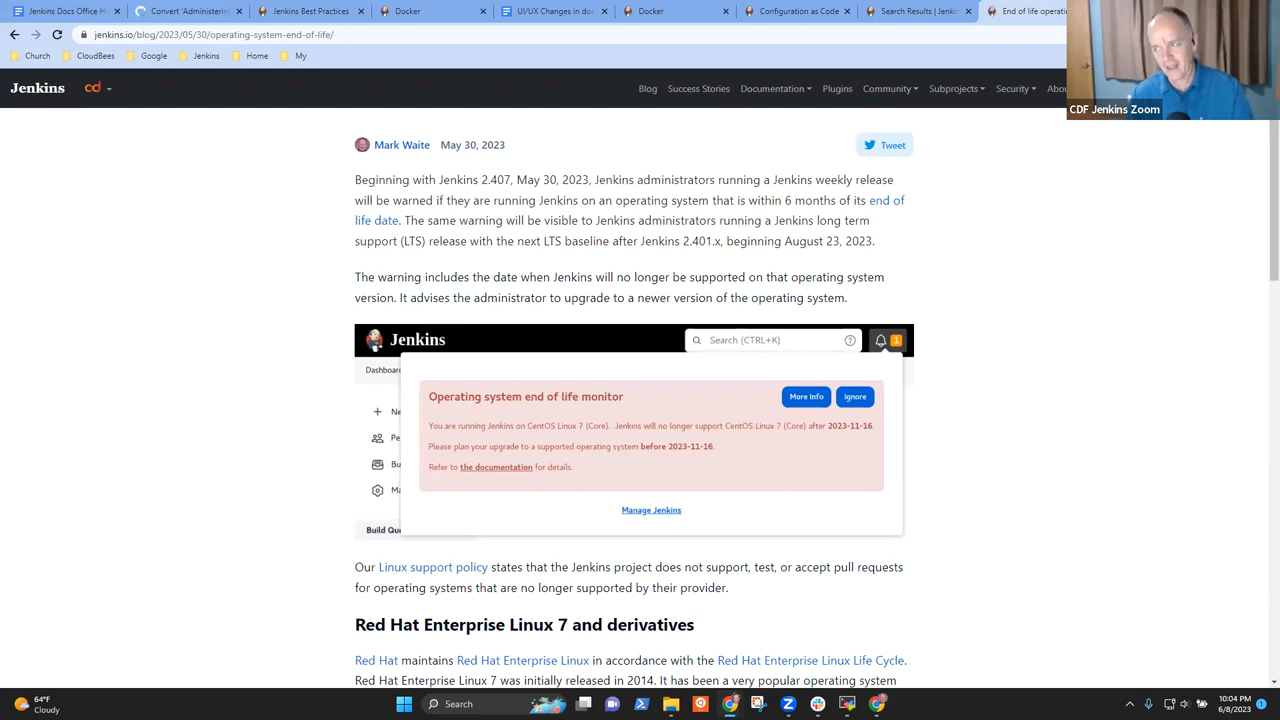 Jenkins Docs Office H
Convert 'Administerin
Jenkins Best Practices
Docker
UI/UX Changes in doc
Docker
Configuration as Code
Search Results | Jenkin
End of life operati
jenkins.io/blog/2023/05/30/operating-system-end-of-life/
Church
CloudBees
Google
Jenkins
Home
My
Jenkins
cd
Blog
Success Stories
Documentation
Plugins
Community
Subprojects
Security
Abou
CDF Jenkins Zoom
Mark Waite May 30, 2023
Tweet
Beginning with Jenkins 2.407, May 30, 2023, Jenkins administrators running a Jenkins weekly release
will be warned if they are running Jenkins on an operating system that is within 6 months of its end of
life date. The same warning will be visible to Jenkins administrators running a Jenkins long term
support (LTS) release with the next LTS baseline after Jenkins 2.401.x, beginning August 23, 2023.
The warning includes the date when Jenkins will no longer be supported on that operating system
version. It advises the administrator to upgrade to a newer version of the operating system.
Jenkins
Search (CTRL+K)
1
Dashboard
Operating system end of life monitor
More Info
Ignore
Ne
You are running Jenkins on CentOS Linux 7 (Core). Jenkins will no longer support CentOS Linux 7 (Core) after 2023-11-16.
Pe
Please plan your upgrade to a supported operating system before 2023-11-16.
Bu
Refer to the documentation for details.
Ma
Manage Jenkins
Build Que
Our Linux support policy states that the Jenkins project does not support, test, or accept pull requests
for operating systems that are no longer supported by their provider.
Red Hat Enterprise Linux 7 and derivatives
Red Hat maintains Red Hat Enterprise Linux in accordance with the Red Hat Enterprise Linux Life Cycle.
Red Hat Enterprise Linux 7 was initially released in 2014. It has been a very popular operating system
64°F
Cloudy
Search
10:04 PM
6/8/2023
1